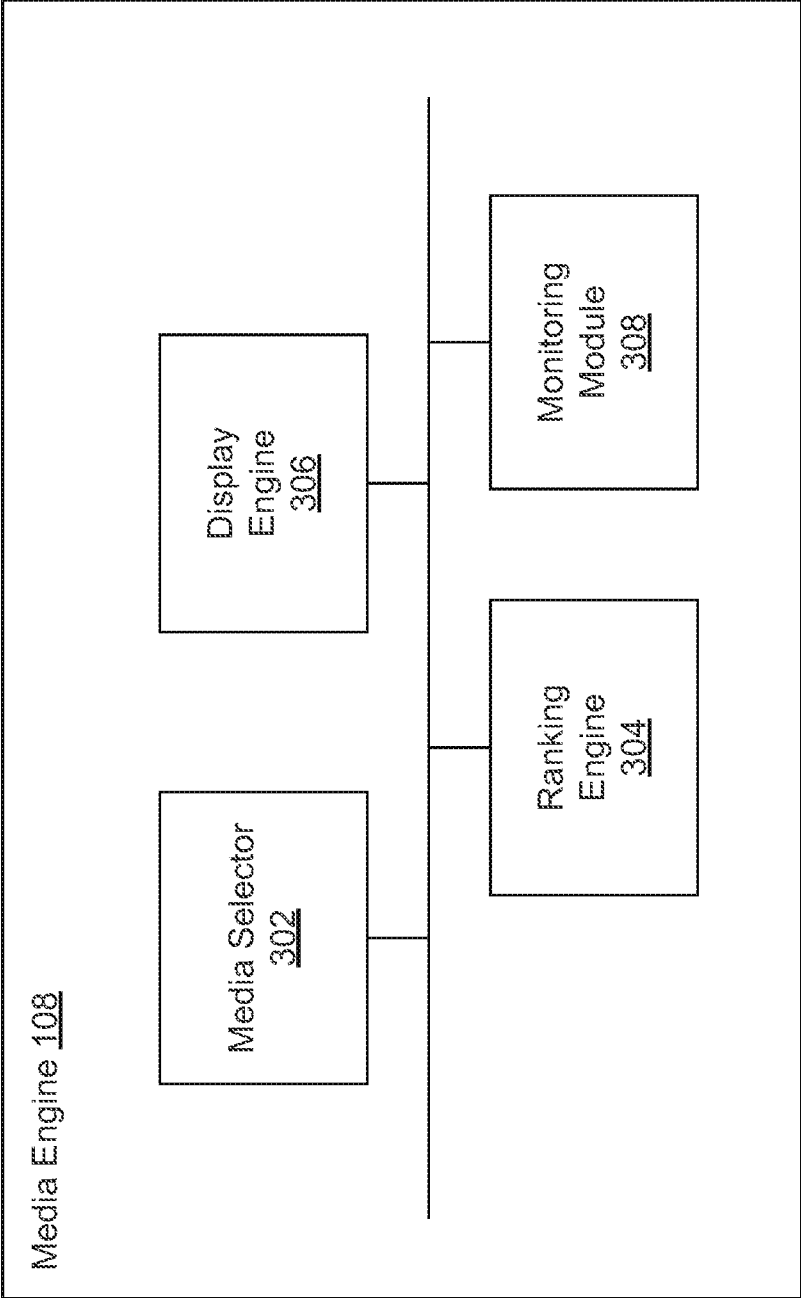 Media Engine 108
Media Selector
302
Display
Engine
306
Ranking
Engine
304
Monitoring
Module
308